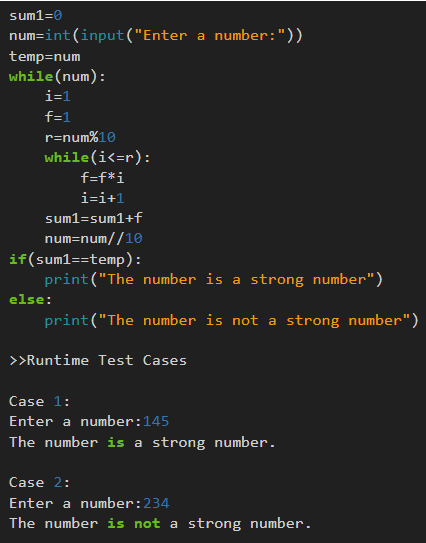 sum1=0
num=int(input("Enter a number:"))
temp=num
while(num):
    i=1
    f=1
    r=num%10
    while(i<=r):
        f=f*i
        i=i+1
    sum1=sum1+f
    num=num//10
if(sum1==temp):
    print("The number is a strong number")
else:
    print("The number is not a strong number")

>>Runtime Test Cases

Case 1:
Enter a number:145
The number is a strong number.

Case 2:
Enter a number:234
The number is not a strong number.